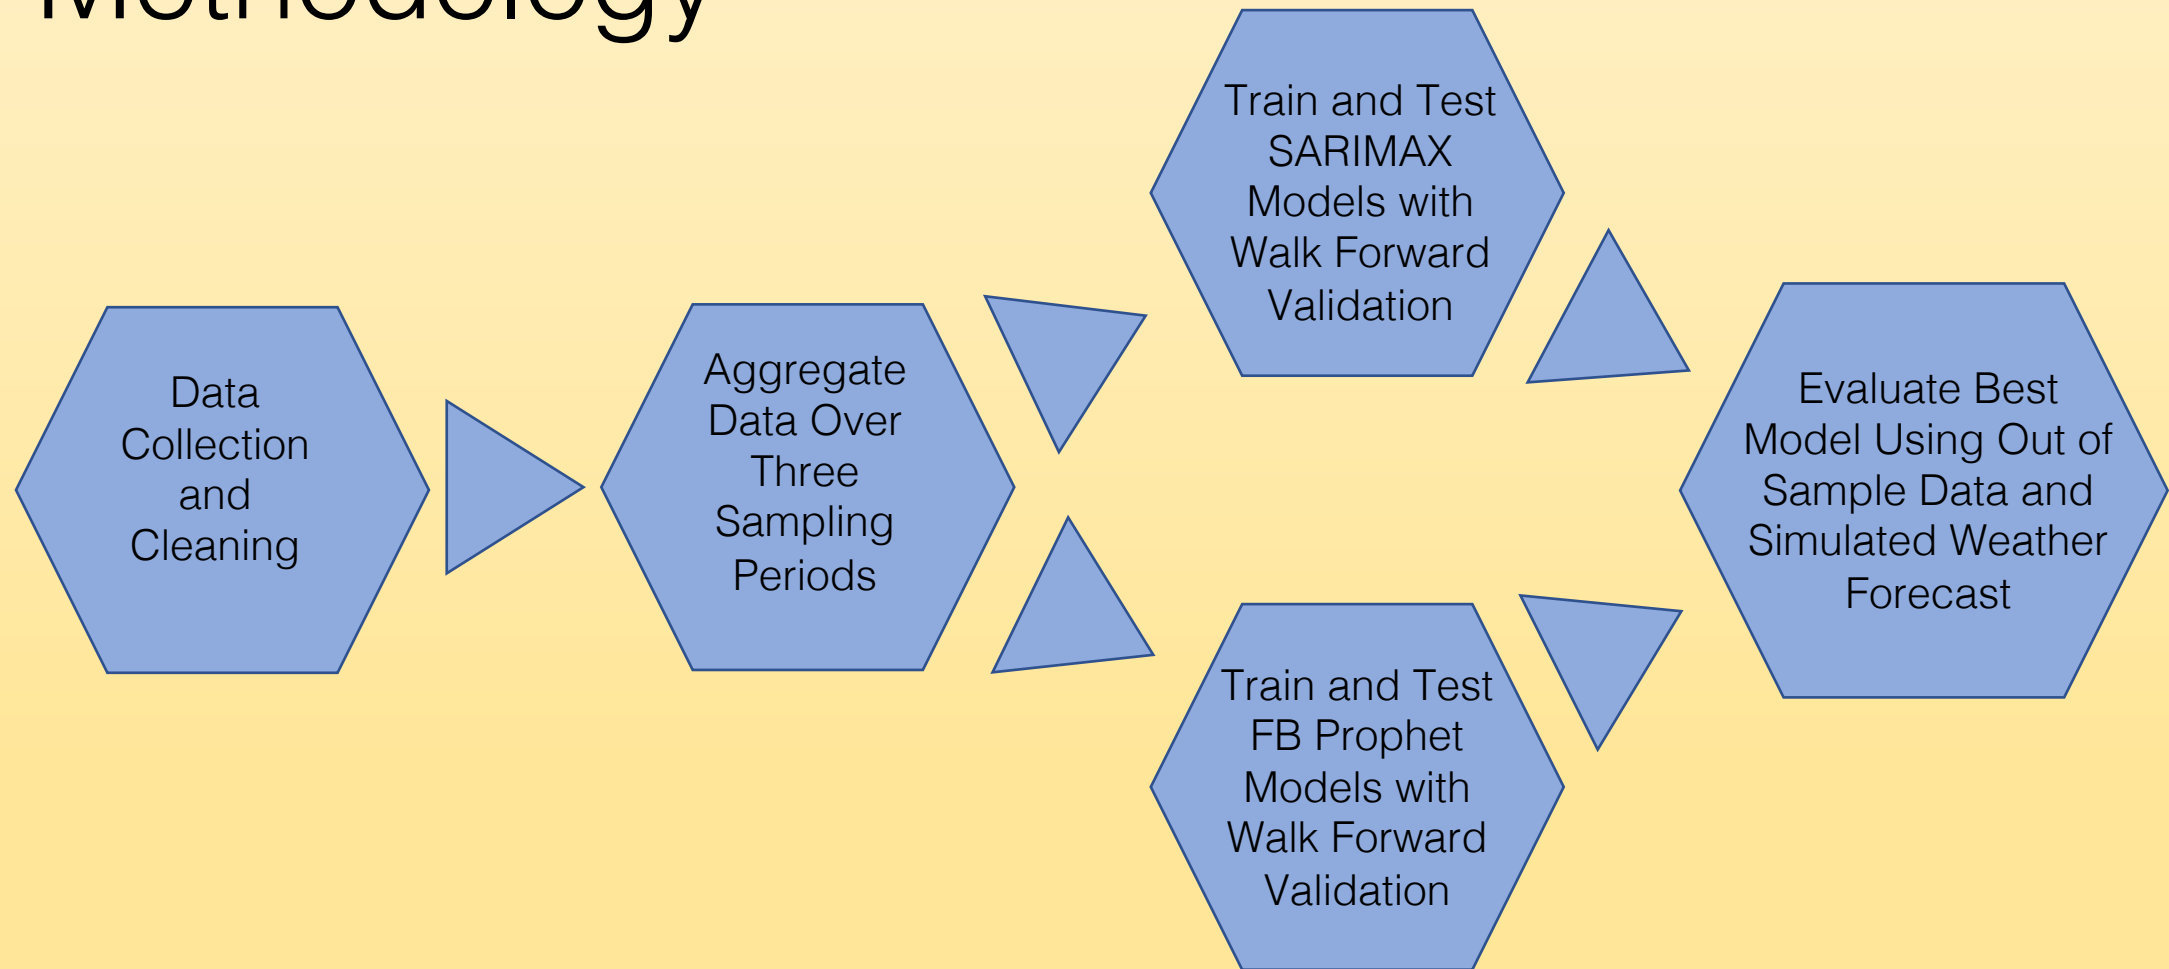 Methodology
Data
Collection
and
Cleaning
Aggregate
Data Over
Three
Sampling
Periods
Train and Test
SARIMAX
Models with
Walk Forward
Validation
Train and Test
FB Prophet
Models with
Walk Forward
Validation
Evaluate Best
Model Using Out of
Sample Data and
Simulated Weather
Forecast